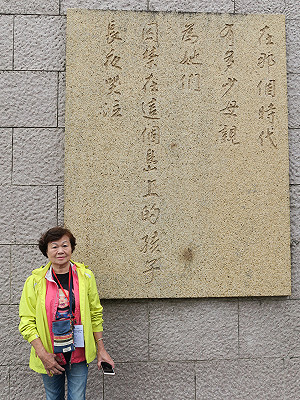 在那個時代
有多少母親
為她們
囚禁在這個島上的孩子
長夜哭泣